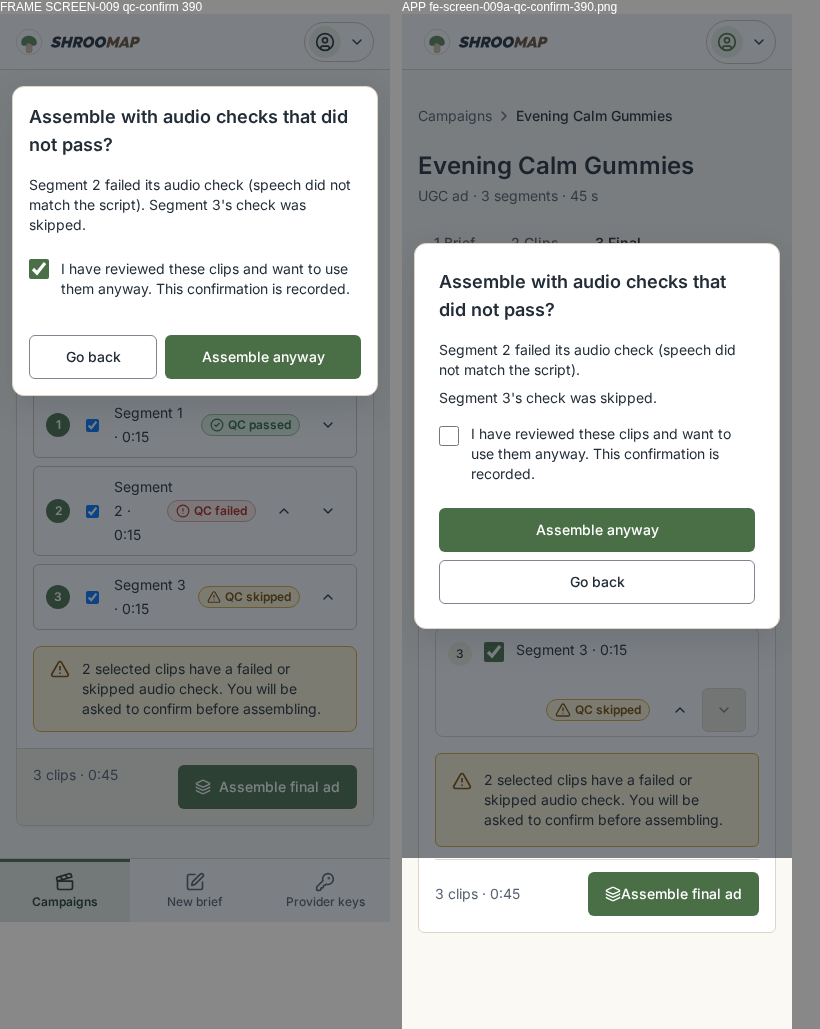 FRAME SCREEN-009 qc-confirm 390
SHROOMAP
Assemble with audio checks that did
not pass?
Segment 2 failed its audio check (speech did not
match the script). Segment 3's check was
skipped.
I have reviewed these clips and want to use
them anyway. This confirmation is recorded.
Go back
Assemble anyway
1
Segment 1
· 0:15
QC passed
2
Segment
2 ·
0:15
QC failed
3
Segment 3
· 0:15
QC skipped
2 selected clips have a failed or
skipped audio check. You will be
asked to confirm before assembling.
3 clips · 0:45
Assemble final ad
Campaigns
New brief
Provider keys
APP fe-screen-009a-qc-confirm-390.png
SHROOMAP
Campaigns
Evening Calm Gummies
Evening Calm Gummies
UGC ad · 3 segments · 45 s
1 Brief
2 Clips
3 Final
Assemble with audio checks that
did not pass?
Segment 2 failed its audio check (speech did
not match the script).
Segment 3's check was skipped.
I have reviewed these clips and want to
use them anyway. This confirmation is
recorded.
Assemble anyway
Go back
3
Segment 3 · 0:15
QC skipped
2 selected clips have a failed or
skipped audio check. You will be
asked to confirm before assembling.
3 clips · 0:45
Assemble final ad